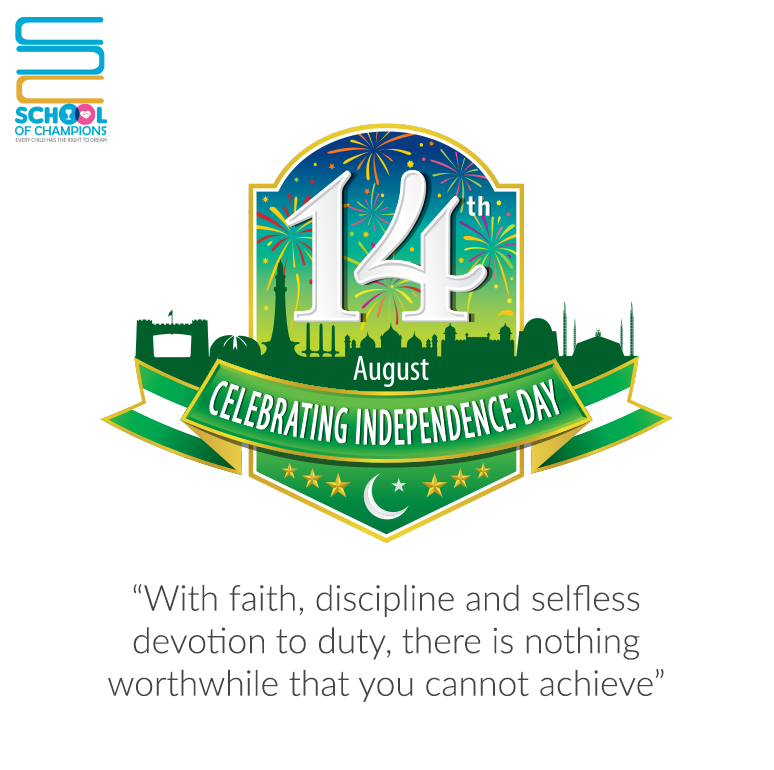 SCHOOL
OF CHAMPIONS
EVERY CHILD HAS THE RIGHT TO DREAM
14th
August
CELEBRATING INDEPENDENCE DAY
“With faith, discipline and selfless
devotion to duty, there is nothing
worthwhile that you cannot achieve”